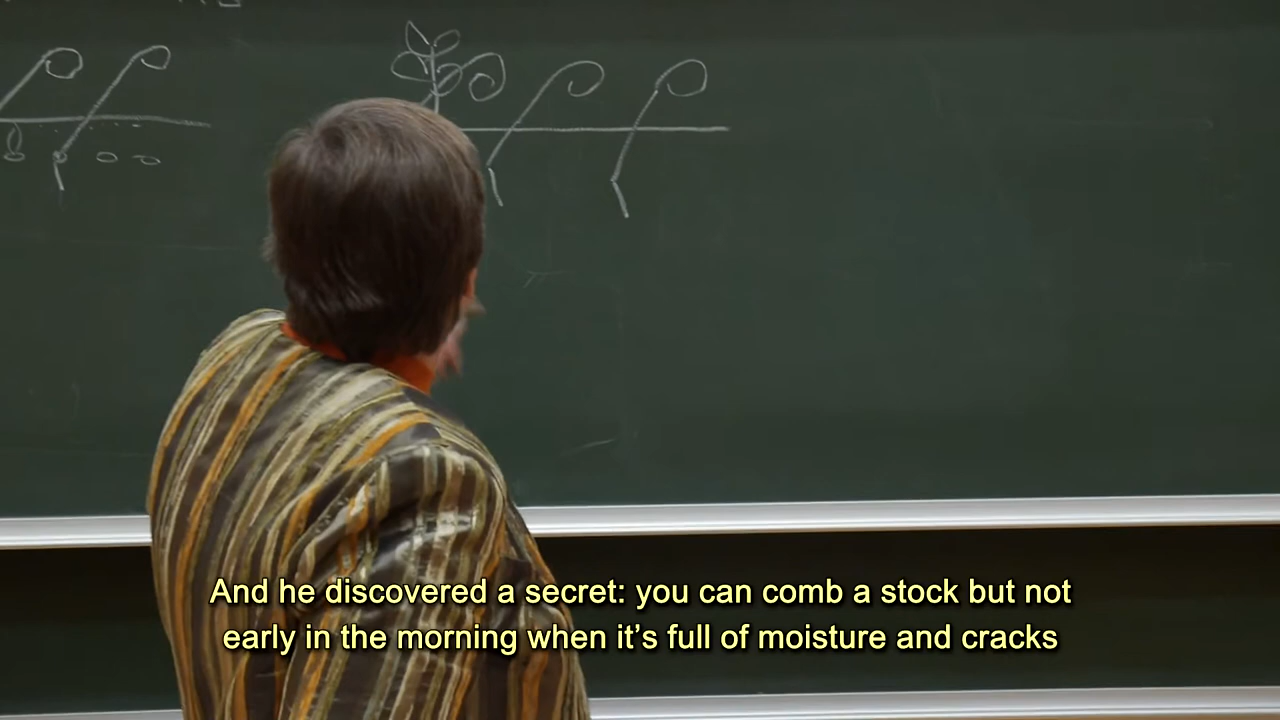 And he discovered a secret: you can comb a stock but not
early in the morning when it’s full of moisture and cracks